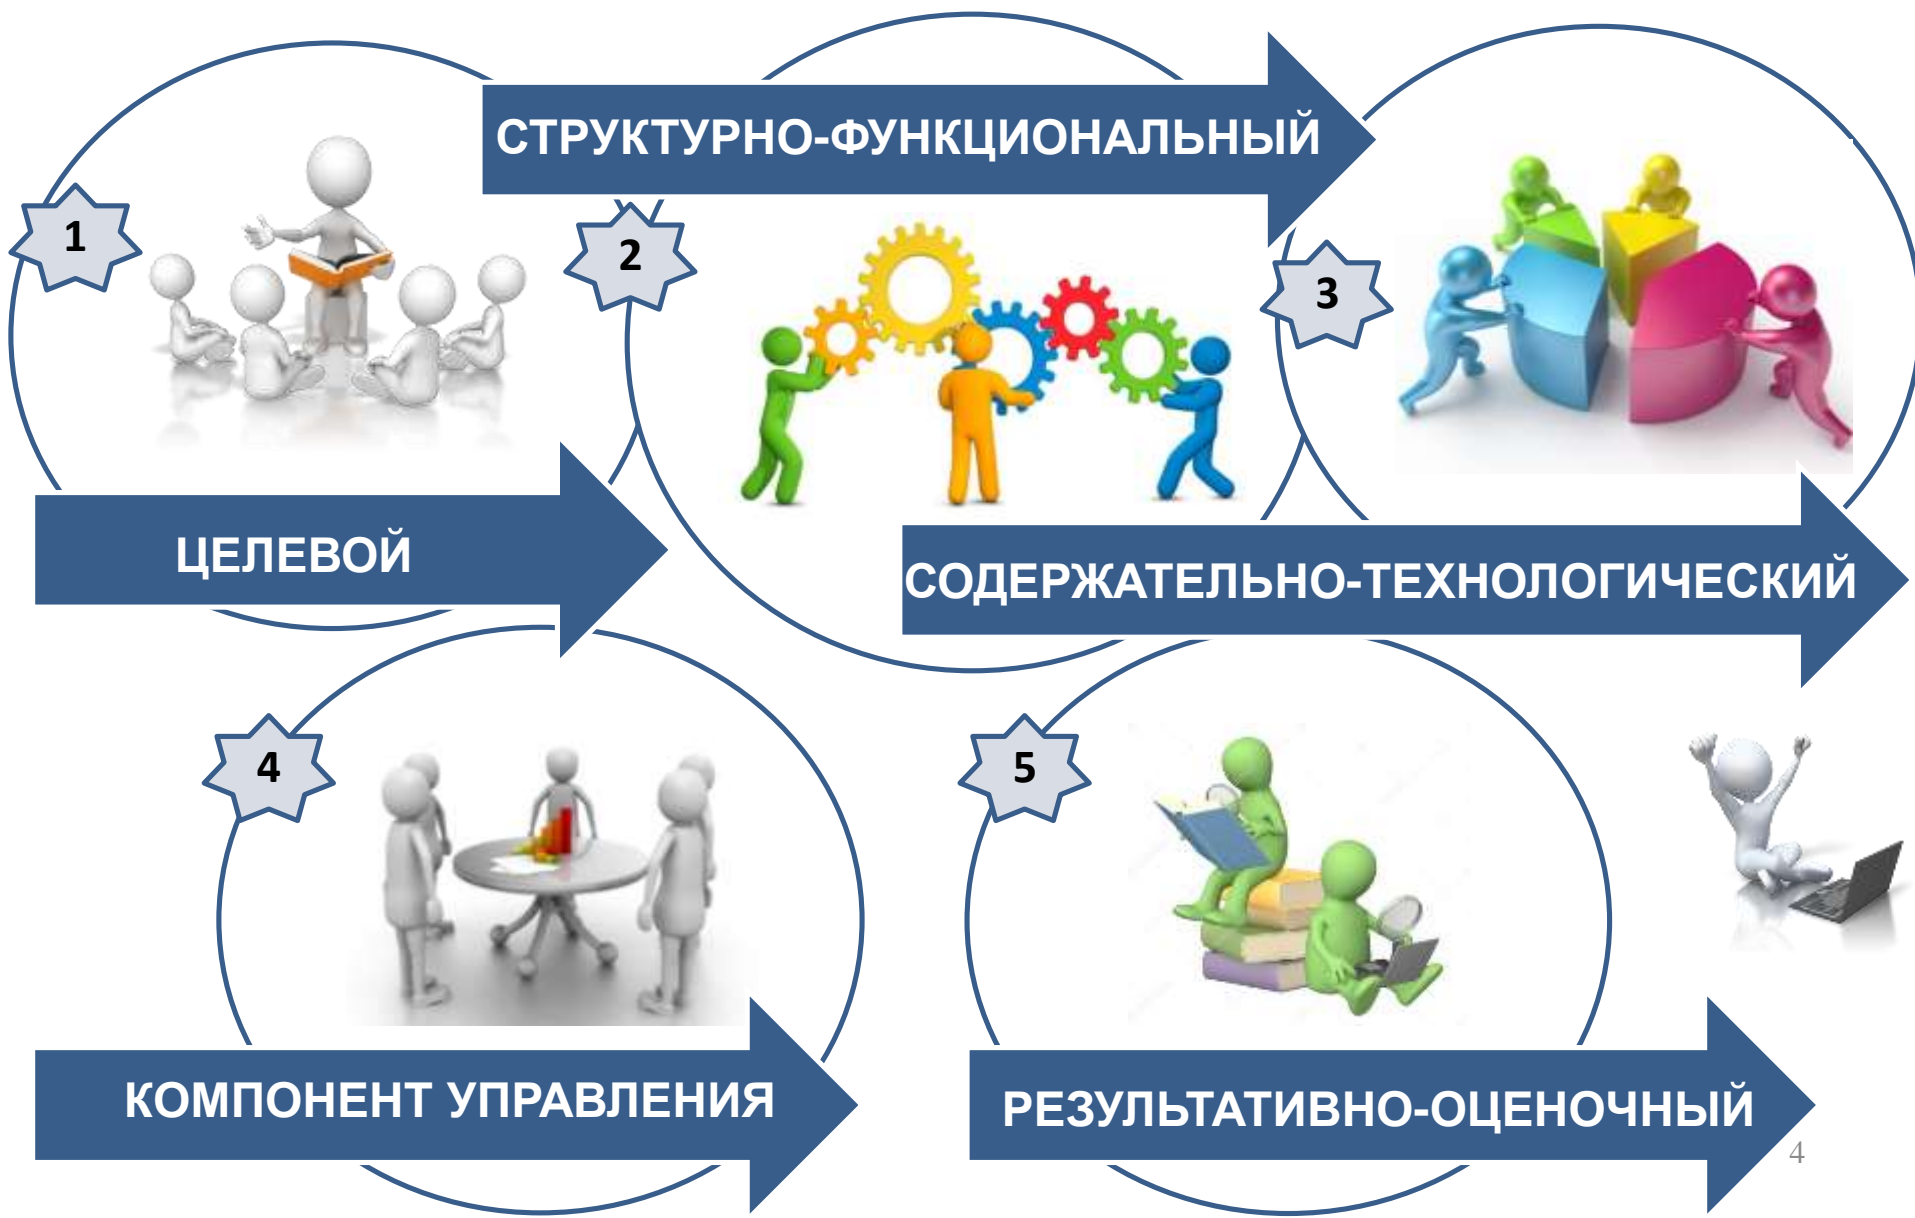 1
ЦЕЛЕВОЙ
2
СТРУКТУРНО-ФУНКЦИОНАЛЬНЫЙ
3
СОДЕРЖАТЕЛЬНО-ТЕХНОЛОГИЧЕСКИЙ
4
КОМПОНЕНТ УПРАВЛЕНИЯ
5
РЕЗУЛЬТАТИВНО-ОЦЕНОЧНЫЙ
4